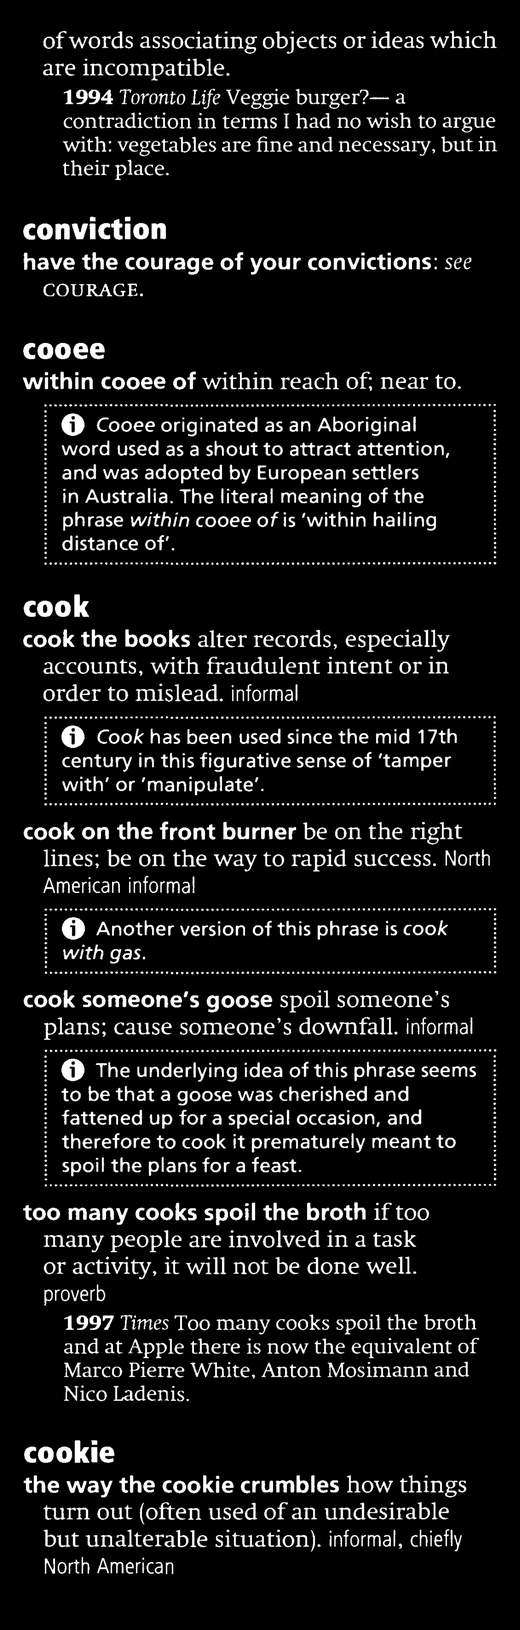 of words associating objects or ideas which
are incompatible.
1994 Toronto Life Veggie burger?— a
contradiction in terms I had no wish to argue
with: vegetables are fine and necessary, but in
their place.
conviction
have the courage of your convictions: see
COURAGE.
cooee
within cooee of within reach of; near to.
Cooee originated as an Aboriginal
word used as a shout to attract attention,
and was adopted by European settlers
in Australia. The literal meaning of the
phrase within cooee of is 'within hailing
distance of'.
cook
cook the books alter records, especially
accounts, with fraudulent intent or in
order to mislead. informal
Cook has been used since the mid 17th
century in this figurative sense of 'tamper
with' or 'manipulate'.
cook on the front burner be on the right
lines; be on the way to rapid success. North
American informal
Another version of this phrase is cook
with gas.
cook someone's goose spoil someone's
plans; cause someone's downfall. informal
The underlying idea of this phrase seems
to be that a goose was cherished and
fattened up for a special occasion, and
therefore to cook it prematurely meant to
spoil the plans for a feast.
too many cooks spoil the broth if too
many people are involved in a task
or activity, it will not be done well.
proverb
1997 Times Too many cooks spoil the broth
and at Apple there is now the equivalent of
Marco Pierre White, Anton Mosimann and
Nico Ladenis.
cookie
the way the cookie crumbles how things
turn out (often used of an undesirable
but unalterable situation). informal, chiefly
North American